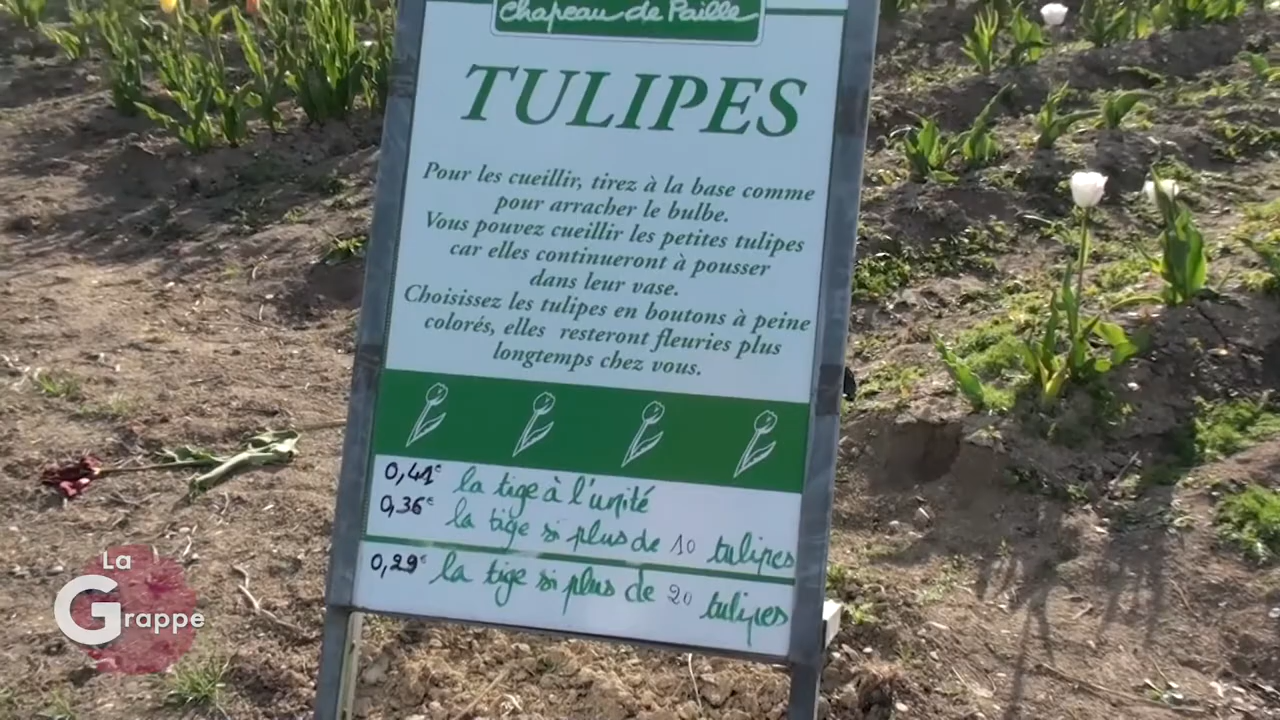 Chapeau de Paille
TULIPES
Pour les cueillir, tirez à la base comme
pour arracher le bulbe.
Vous pouvez cueillir les petites tulipes
car elles continueront à pousser
dans leur vase.
Choisissez les tulipes en boutons à peine
colorés, elles resteront fleuries plus
longtemps chez vous.
0,41€ la tige à l'unité
0,36€ la tige si plus de 10 tulipes
0,29€ la tige si plus de 20 tulipes
La
Grappe